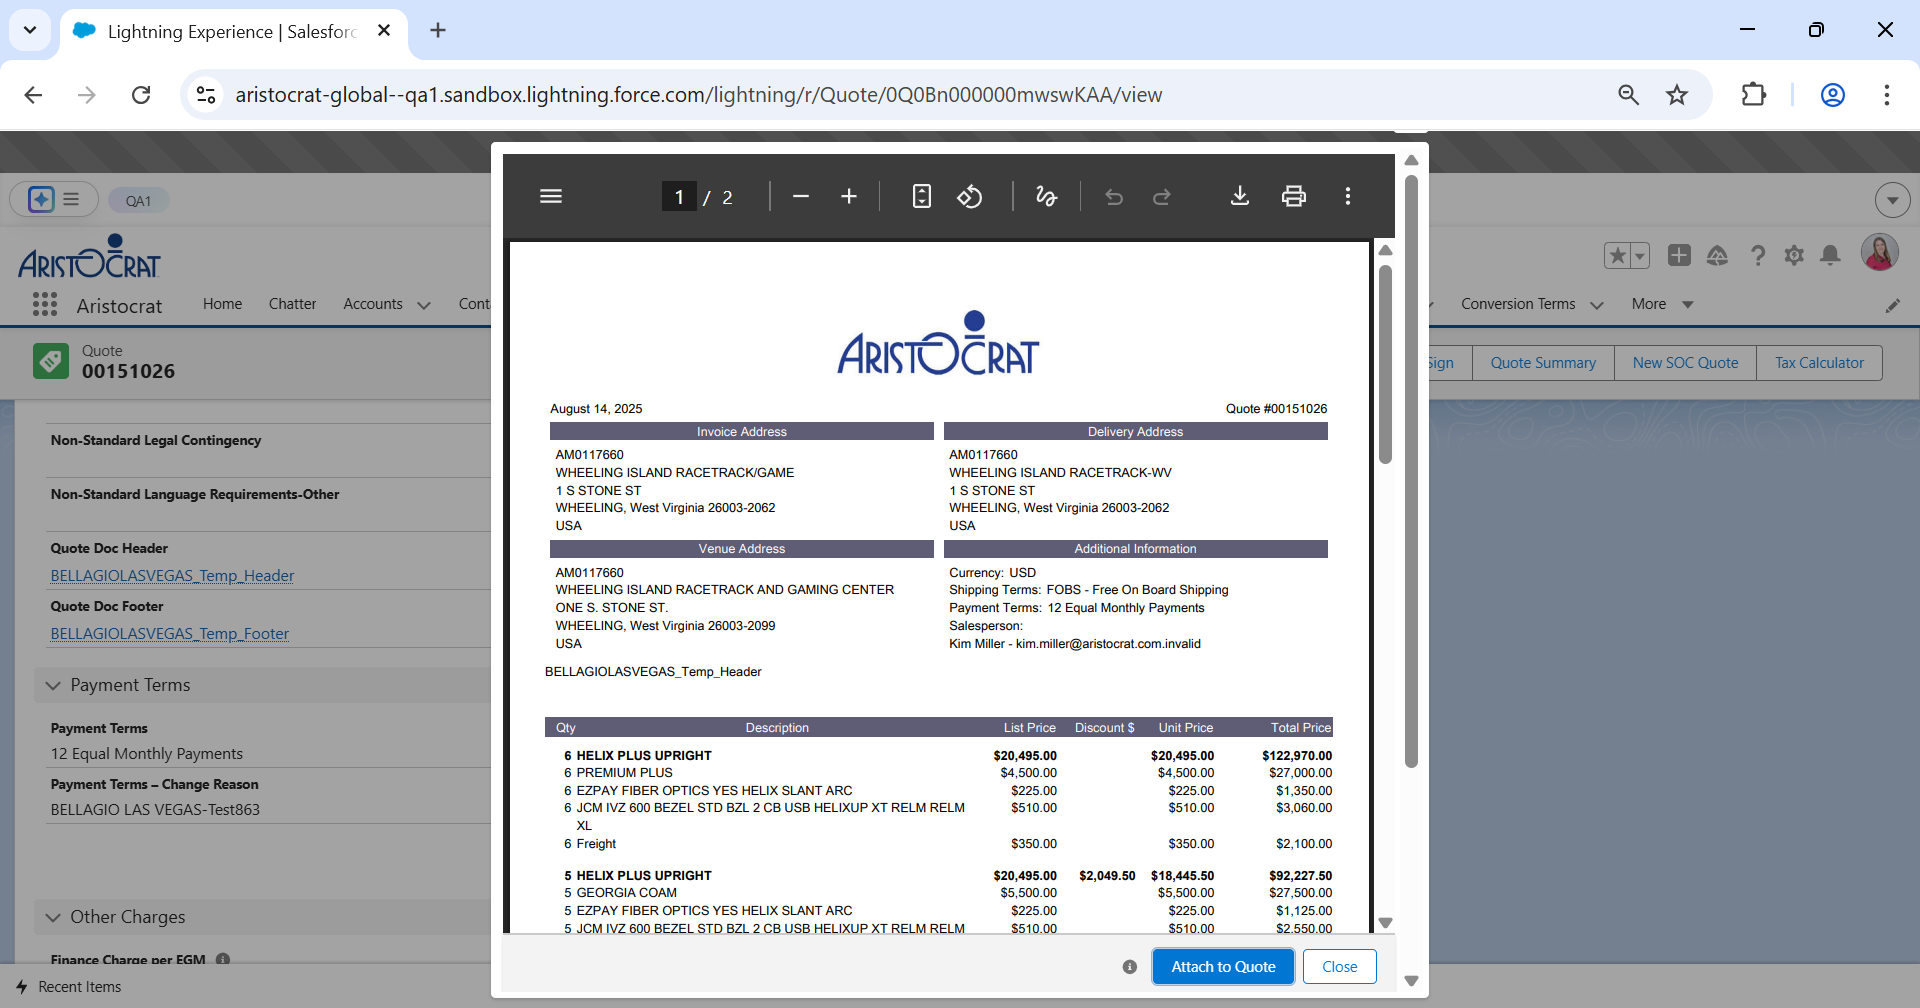 Lightning Experience | Salesforc
aristocrat-global--qa1.sandbox.lightning.force.com/lightning/r/Quote/0Q0Bn000000mwswKAA/view
QA1
ARISTOCRAT
Aristocrat Home Chatter Accounts Cont
Conversion Terms More
Quote
00151026
Sign Quote Summary New SOC Quote Tax Calculator
Non-Standard Legal Contingency
Non-Standard Language Requirements-Other
Quote Doc Header
BELLAGIOLASVEGAS_Temp_Header
Quote Doc Footer
BELLAGIOLASVEGAS_Temp_Footer
Payment Terms
Payment Terms
12 Equal Monthly Payments
Payment Terms – Change Reason
BELLAGIO LAS VEGAS-Test863
Other Charges
Finance Charge per EGM
Recent Items
1 / 2
ARISTOCRAT
August 14, 2025 Quote #00151026
Invoice Address
AM0117660
WHEELING ISLAND RACETRACK/GAME
1 S STONE ST
WHEELING, West Virginia 26003-2062
USA
Delivery Address
AM0117660
WHEELING ISLAND RACETRACK-WV
1 S STONE ST
WHEELING, West Virginia 26003-2062
USA
Venue Address
AM0117660
WHEELING ISLAND RACETRACK AND GAMING CENTER
ONE S. STONE ST.
WHEELING, West Virginia 26003-2099
USA
Additional Information
Currency: USD
Shipping Terms: FOBS - Free On Board Shipping
Payment Terms: 12 Equal Monthly Payments
Salesperson:
Kim Miller - kim.miller@aristocrat.com.invalid
BELLAGIOLASVEGAS_Temp_Header
Qty Description List Price Discount $ Unit Price Total Price
6 HELIX PLUS UPRIGHT $20,495.00 $20,495.00 $122,970.00
6 PREMIUM PLUS $4,500.00 $4,500.00 $27,000.00
6 EZPAY FIBER OPTICS YES HELIX SLANT ARC $225.00 $225.00 $1,350.00
6 JCM IVZ 600 BEZEL STD BZL 2 CB USB HELIXUP XT RELM RELM $510.00 $510.00 $3,060.00
XL
6 Freight $350.00 $350.00 $2,100.00
5 HELIX PLUS UPRIGHT $20,495.00 $2,049.50 $18,445.50 $92,227.50
5 GEORGIA COAM $5,500.00 $5,500.00 $27,500.00
5 EZPAY FIBER OPTICS YES HELIX SLANT ARC $225.00 $225.00 $1,125.00
5 JCM IVZ 600 BEZEL STD BZL 2 CB USB HELIXUP XT RELM RELM $510.00 $510.00 $2,550.00
Attach to Quote Close